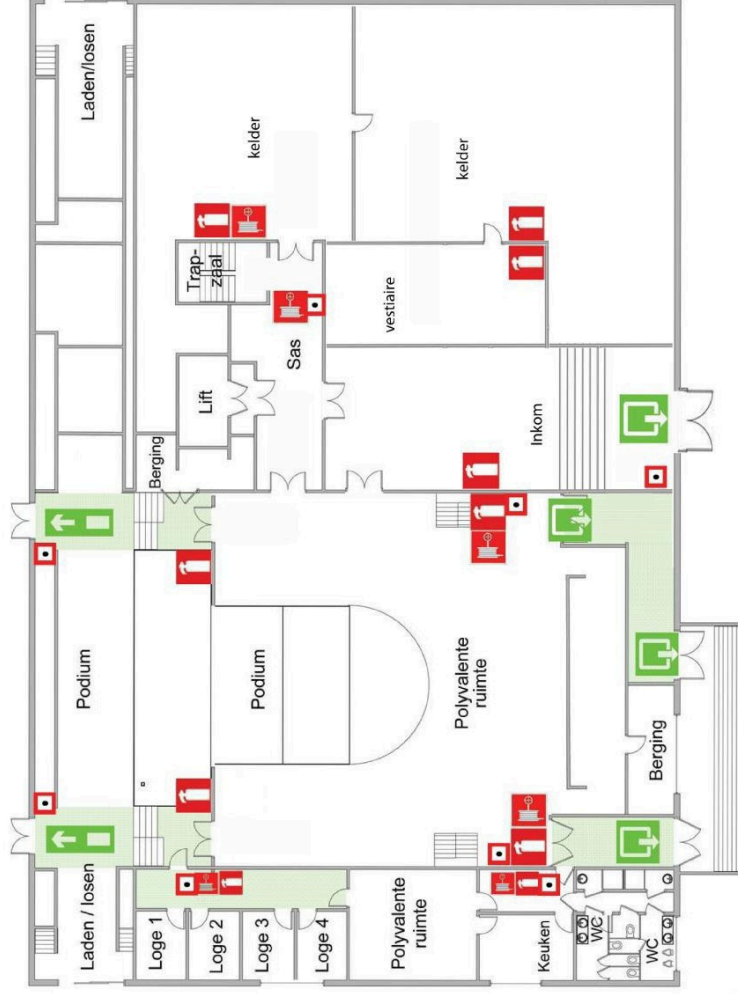 Laden/losen
kelder
kelder
Trap-
zaal
vestiaire
Sas
Lift
Inkom
Berging
Podium
Podium
Polyvalente
ruimte
Berging
Laden / losen
Loge 1
Loge 2
Loge 3
Loge 4
Polyvalente
ruimte
Keuken
WC
WC